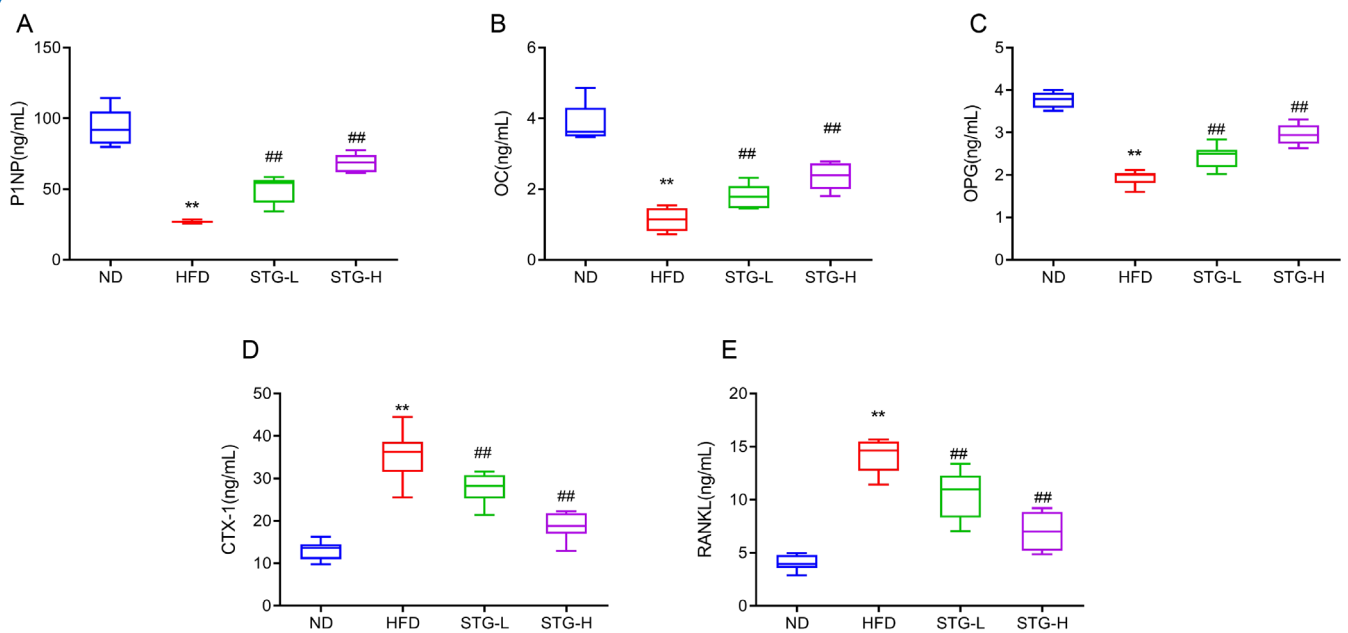 A
P1NP(ng/mL)
150
100
50
0
**
##
##
ND HFD STG-L STG-H
B
OC(ng/mL)
6
4
2
0
**
##
##
ND HFD STG-L STG-H
C
OPG(ng/mL)
5
4
3
2
1
0
**
##
##
ND HFD STG-L STG-H
D
CTX-1(ng/mL)
50
40
30
20
10
0
**
##
##
ND HFD STG-L STG-H
E
RANKL(ng/mL)
20
15
10
5
0
**
##
##
ND HFD STG-L STG-H